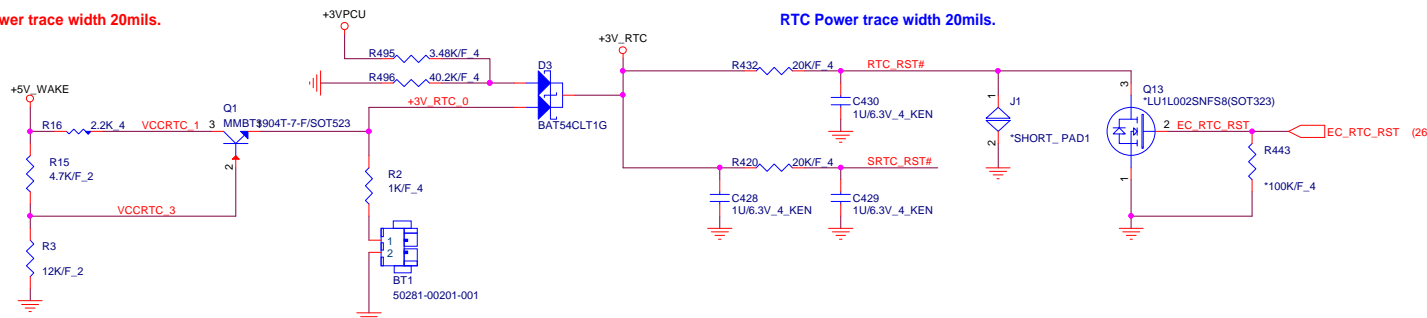 wer trace width 20mils.
RTC Power trace width 20mils.
+3VPCU
+3V_RTC
R495 3.48K/F_4
R496 40.2K/F_4
D3
BAT54CLT1G
+5V_WAKE
R16 2.2K_4
VCCRTC_1
Q1
MMBT3904T-7-F/SOT523
3
1
2
+3V_RTC_0
R15
4.7K/F_2
VCCRTC_3
R3
12K/F_2
R2
1K/F_4
1
2
BT1
50281-00201-001
R432 20K/F_4
RTC_RST#
C430
1U/6.3V_4_KEN
R420 20K/F_4
SRTC_RST#
C428
1U/6.3V_4_KEN
C429
1U/6.3V_4_KEN
J1
1
2
*SHORT_ PAD1
Q13
*LU1L002SNFS8(SOT323)
3
2
1
EC_RTC_RST
EC_RTC_RST (26
R443
*100K/F_4